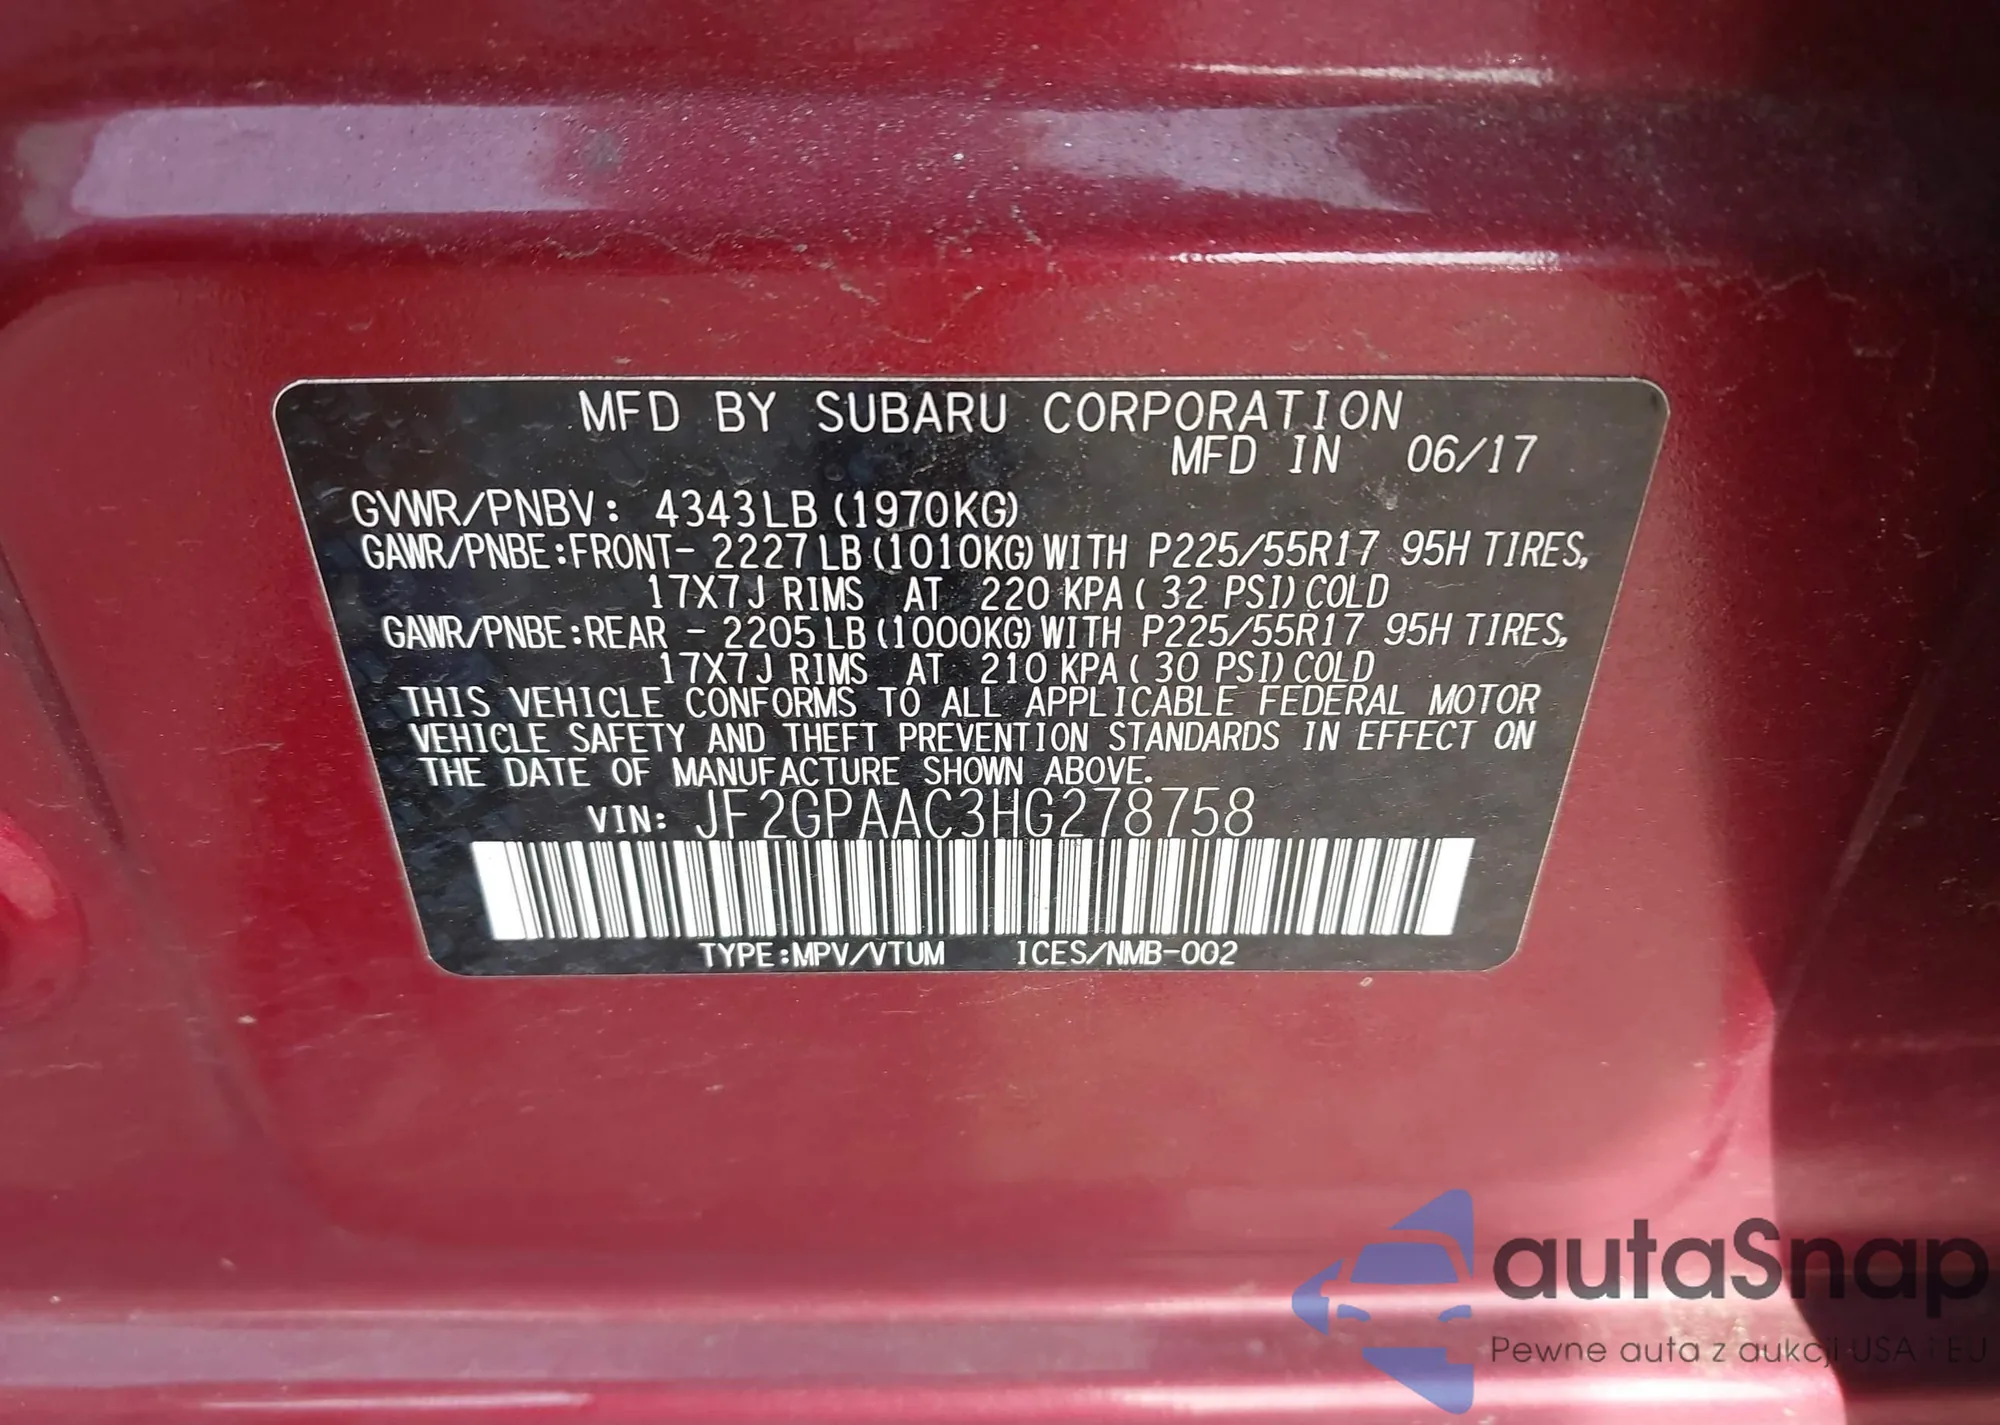 MFD BY SUBARU CORPORATION
MFD IN 06/17
GVWR/PNBV: 4343LB(1970KG)
GAWR/PNBE:FRONT- 2227LB(1010KG)WITH P225/55R17 95H TIRES,
17X7J RIMS AT 220 KPA( 32 PSI)COLD
GAWR/PNBE:REAR - 2205LB(1000KG)WITH P225/55R17 95H TIRES,
17X7J RIMS AT 210 KPA( 30 PSI)COLD
THIS VEHICLE CONFORMS TO ALL APPLICABLE FEDERAL MOTOR
VEHICLE SAFETY AND THEFT PREVENTION STANDARDS IN EFFECT ON
THE DATE OF MANUFACTURE SHOWN ABOVE.
VIN: JF2GPAAC3HG278758
TYPE:MPV/VTUM ICES/NMB-002
autaSnap
Pewne auta z aukcji USA i EU